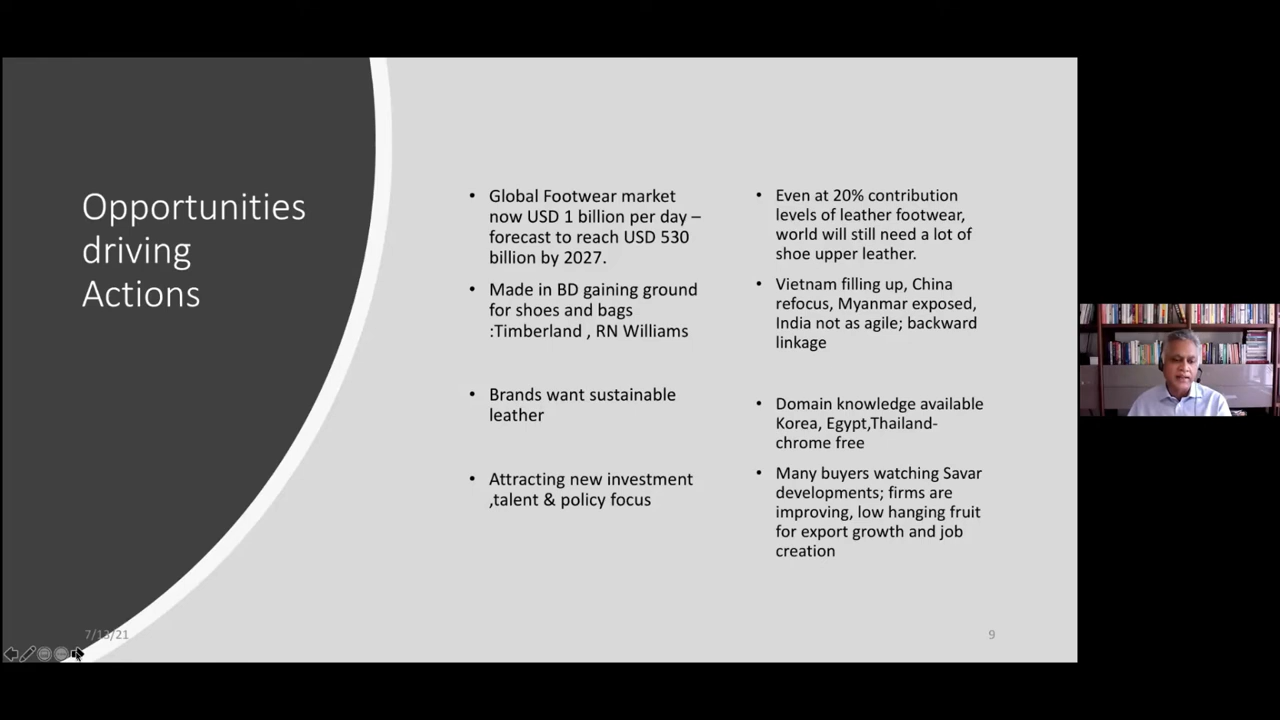 Opportunities
driving
Actions
• Global Footwear market
now USD 1 billion per day –
forecast to reach USD 530
billion by 2027.
• Made in BD gaining ground
for shoes and bags
:Timberland , RN Williams
• Brands want sustainable
leather
• Attracting new investment
,talent & policy focus
• Even at 20% contribution
levels of leather footwear,
world will still need a lot of
shoe upper leather.
• Vietnam filling up, China
refocus, Myanmar exposed,
India not as agile; backward
linkage
• Domain knowledge available
Korea, Egypt,Thailand-
chrome free
• Many buyers watching Savar
developments; firms are
improving, low hanging fruit
for export growth and job
creation
7/13/21
9